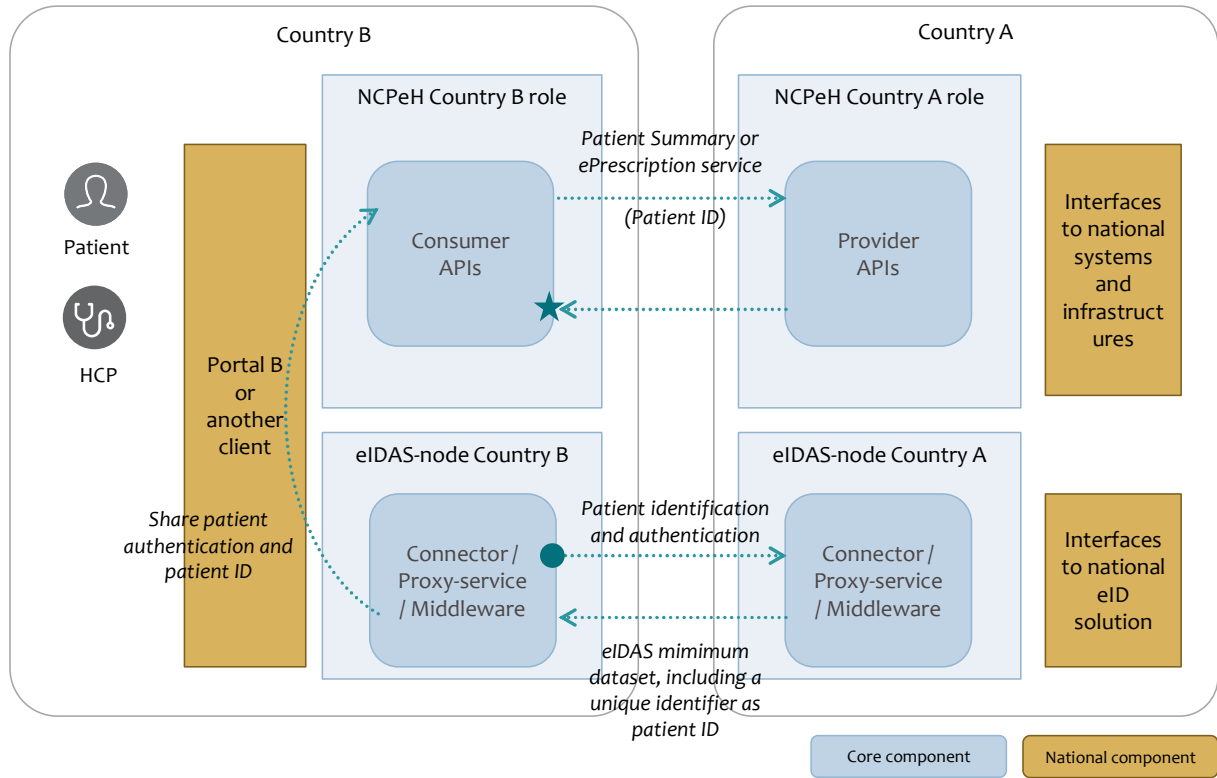 Country B
Country A
NCPeH Country B role
NCPeH Country A role
Patient Summary or
ePrescription service
(Patient ID)
Patient
HCP
Consumer
APIs
Provider
APIs
Interfaces
to national
systems
and
infrastruct
ures
Portal B
or
another
client
eIDAS-node Country B
eIDAS-node Country A
Share patient
authentication and
patient ID
Patient identification
and authentication
Connector /
Proxy-service
/ Middleware
Connector /
Proxy-service
/ Middleware
Interfaces
to national
eID
solution
eIDAS mimimum
dataset, including a
unique identifier as
patient ID
Core component
National component